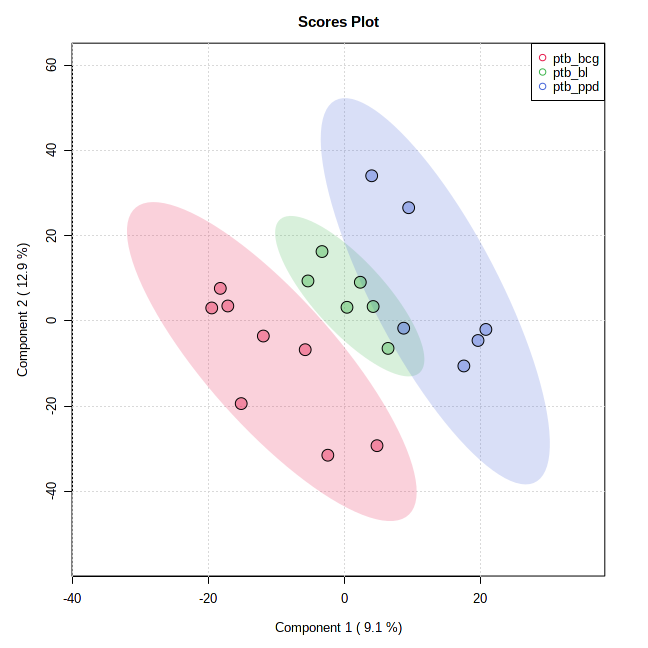 Scores Plot
ptb_bcg
ptb_bl
ptb_ppd
60
40
20
0
-20
-40
Component 2 ( 12.9 %)
-40
-20
0
20
Component 1 ( 9.1 %)